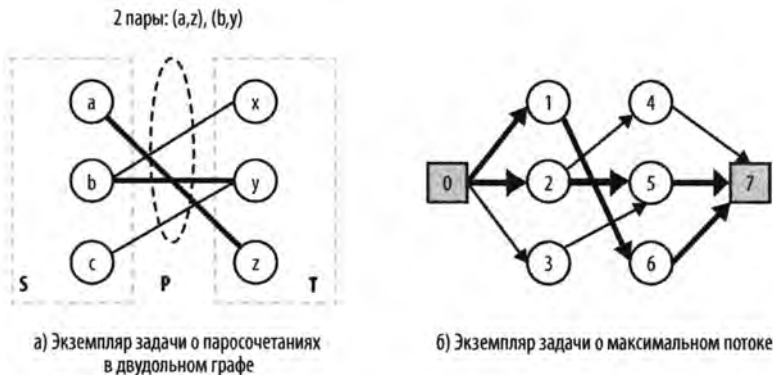 2 пары: (a,z), (b,y)
a
x
b
y
c
z
S
P
T
а) Экземпляр задачи о паросочетаниях
в двудольном графе
1
4
0
2
5
7
3
6
б) Экземпляр задачи о максимальном потоке